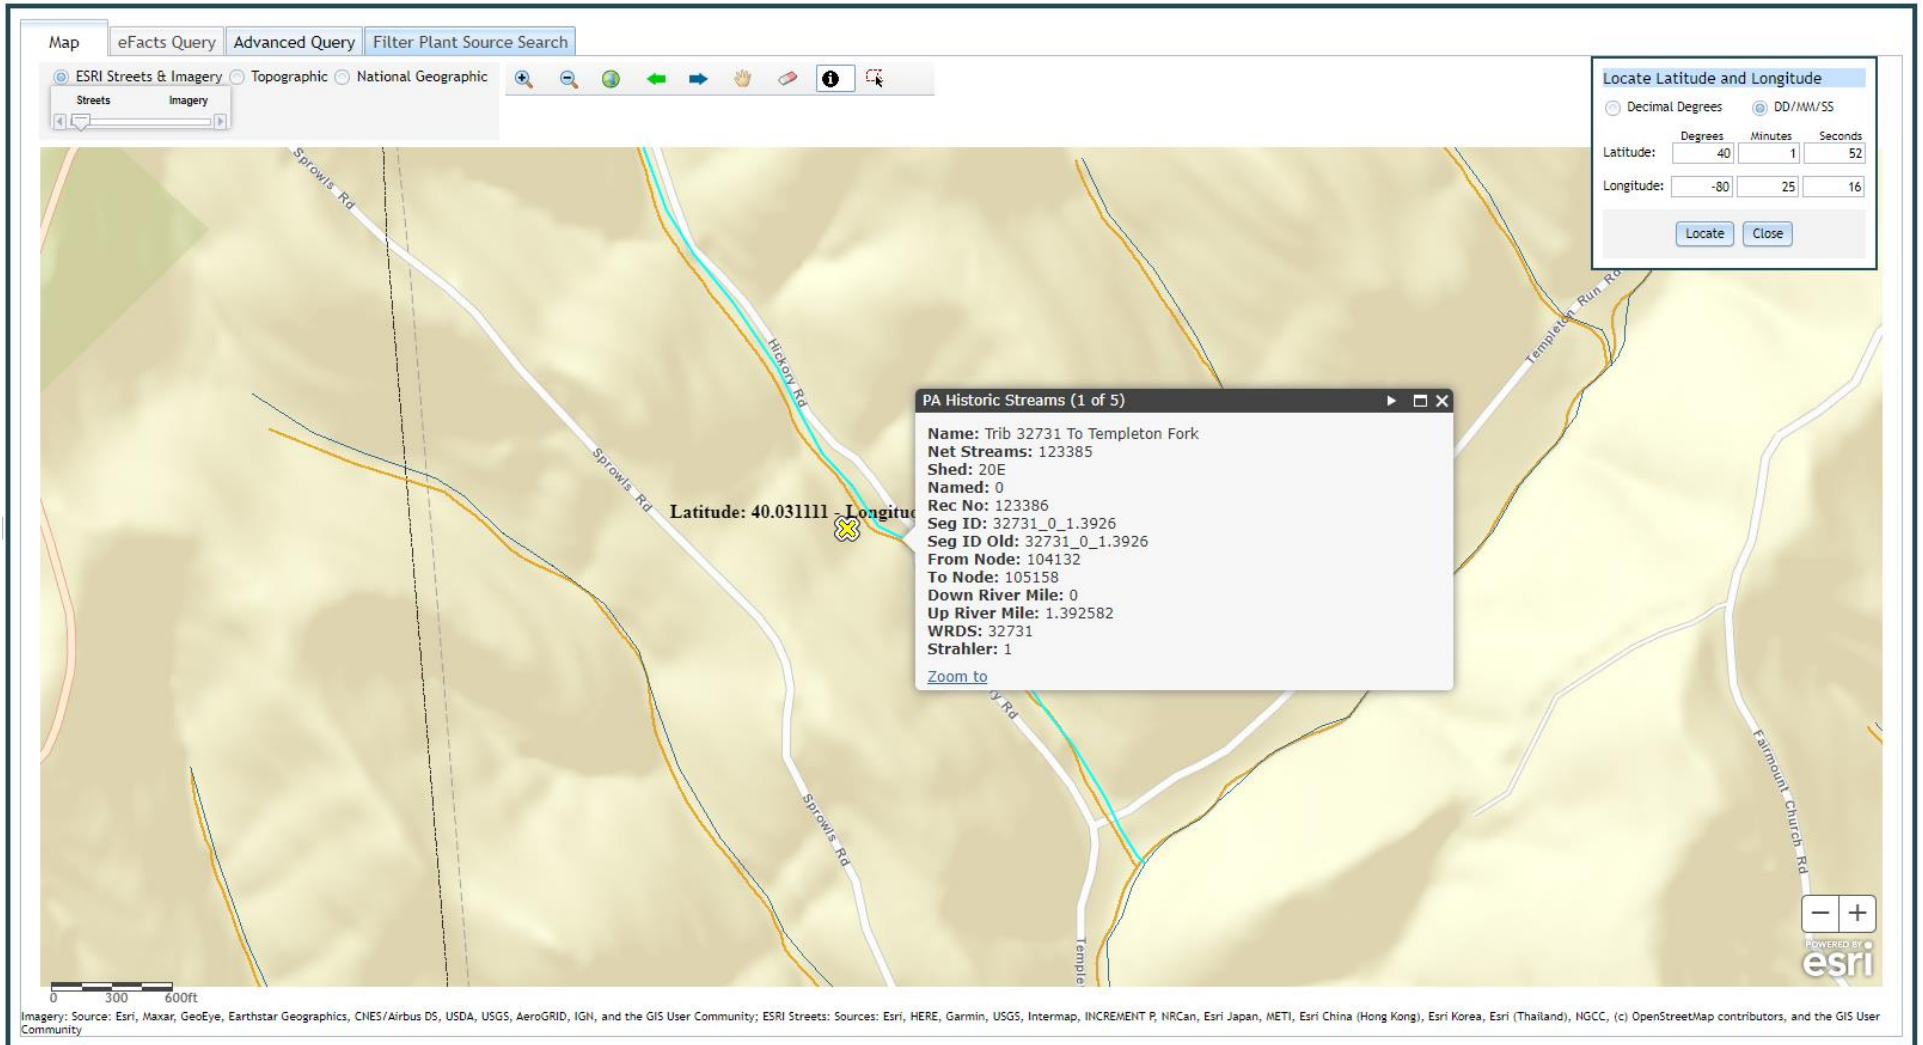 Map eFacts Query Advanced Query Filter Plant Source Search
ESRI Streets & Imagery Topographic National Geographic
Streets Imagery
Locate Latitude and Longitude
Decimal Degrees DD/MM/SS
Degrees Minutes Seconds
Latitude: 40 1 52
Longitude: -80 25 16
Locate Close
Sprowls Rd
Hickory Rd
Templeton Run Rd
Sprowls Rd
Latitude: 40.031111 - Longitud
PA Historic Streams (1 of 5)
Name: Trib 32731 To Templeton Fork
Net Streams: 123385
Shed: 20E
Named: 0
Rec No: 123386
Seg ID: 32731_0_1.3926
Seg ID Old: 32731_0_1.3926
From Node: 104132
To Node: 105158
Down River Mile: 0
Up River Mile: 1.392582
WRDS: 32731
Strahler: 1
Zoom to
y Rd
Fairmount Church Rd
Sprowls Rd
Temple
− +
POWERED BY
esri
0 300 600ft
Imagery: Source: Esri, Maxar, GeoEye, Earthstar Geographics, CNES/Airbus DS, USDA, USGS, AeroGRID, IGN, and the GIS User Community; ESRI Streets: Sources: Esri, HERE, Garmin, USGS, Intermap, INCREMENT P, NRCan, Esri Japan, METI, Esri China (Hong Kong), Esri Korea, Esri (Thailand), NGCC, (c) OpenStreetMap contributors, and the GIS User
Community